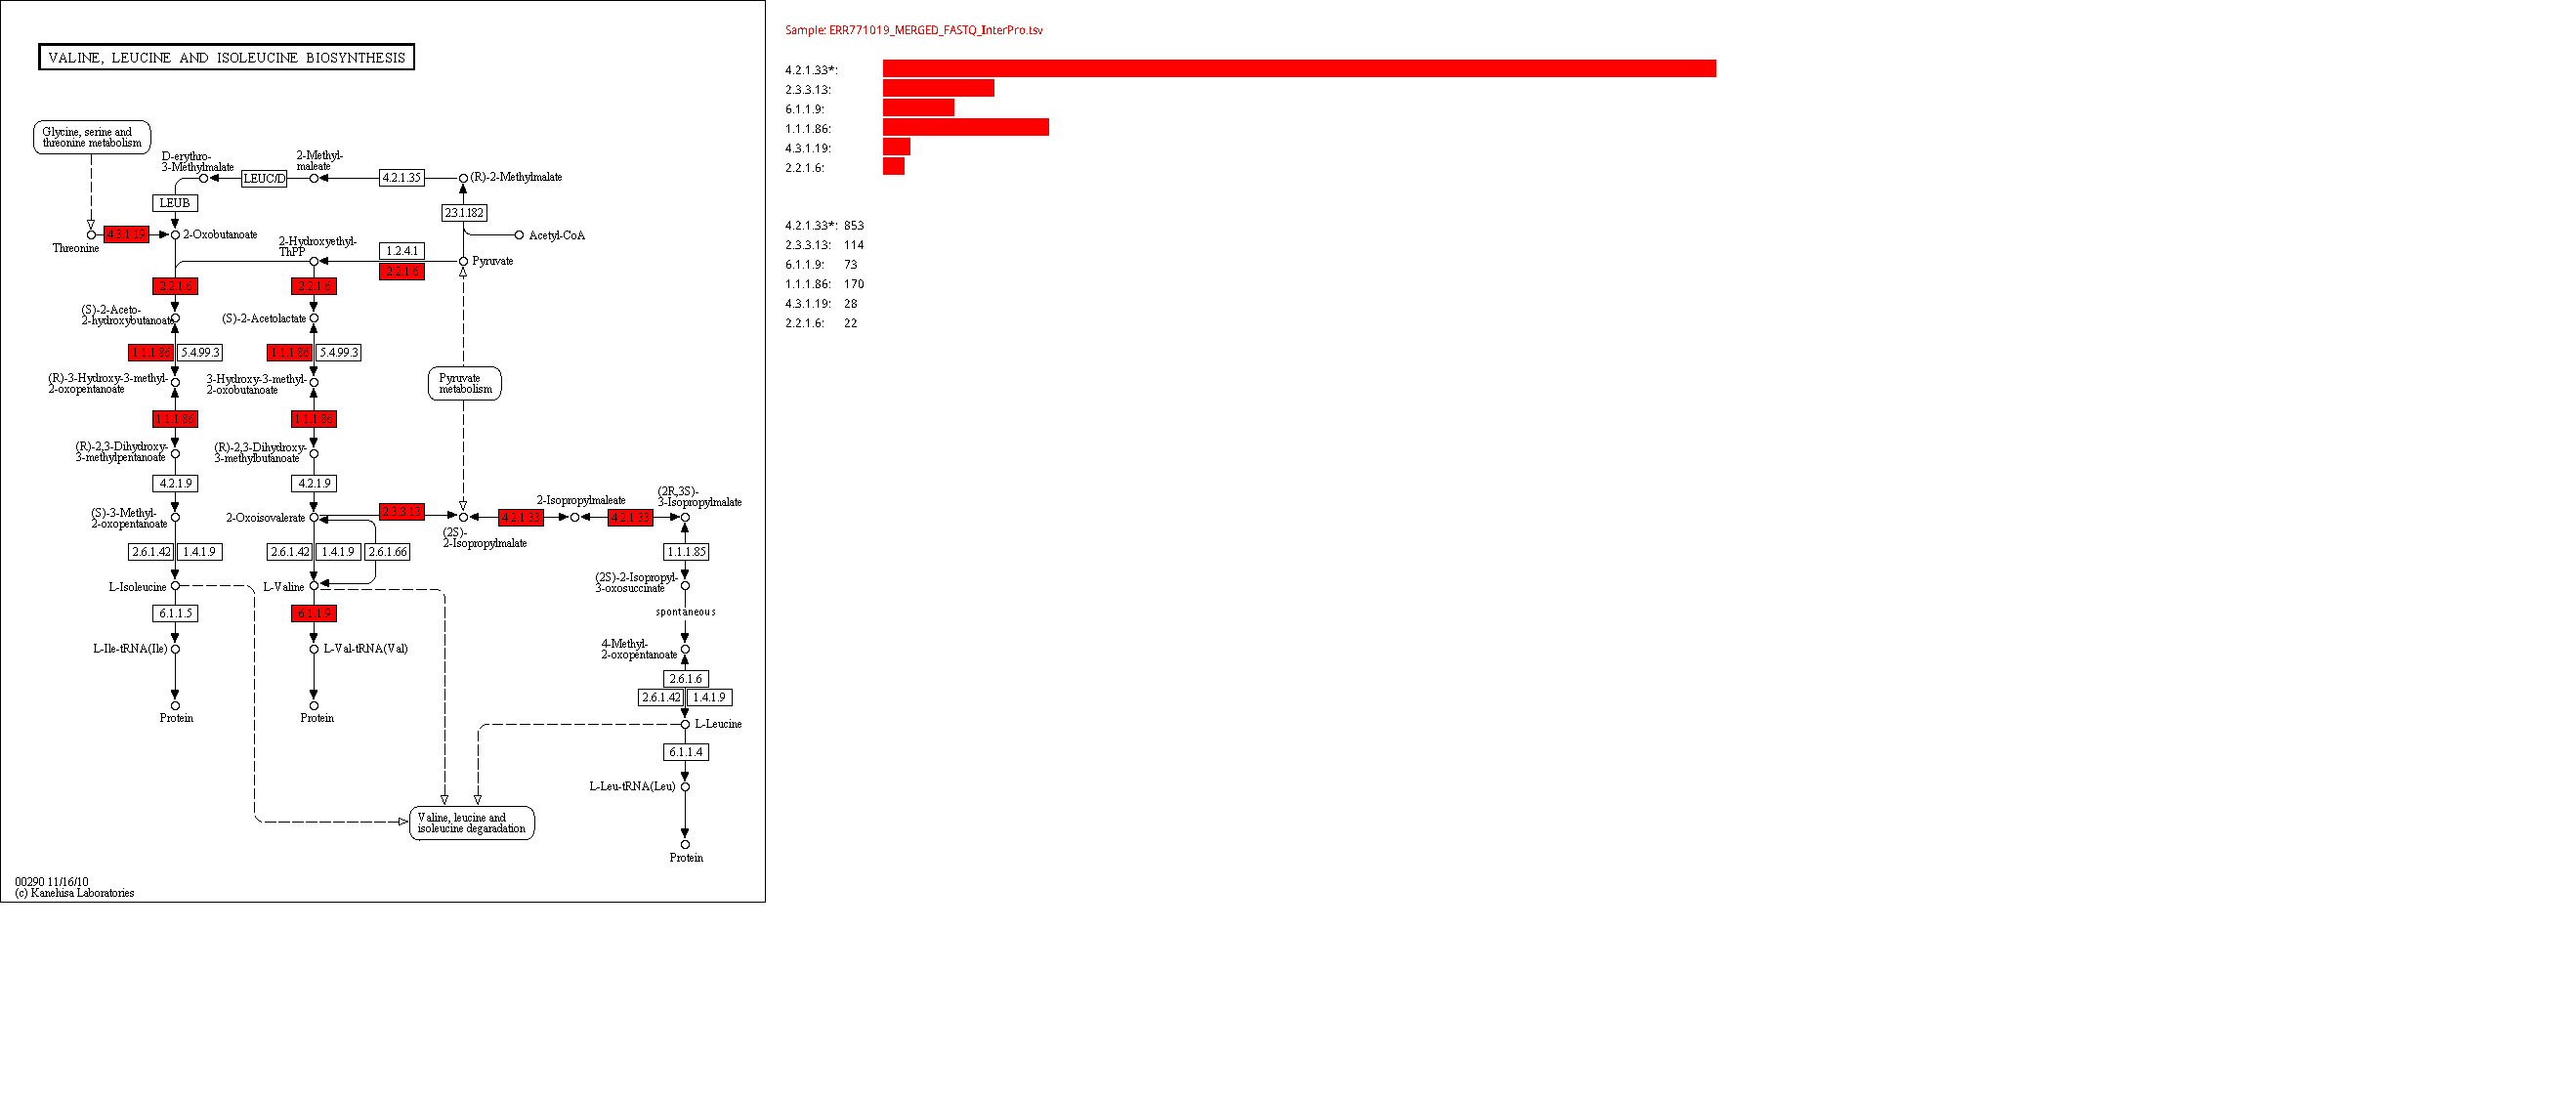 VALINE, LEUCINE AND ISOLEUCINE BIOSYNTHESIS
Glycine, serine and
threonine metabolism
D-erythro-
3-Methylmalate
2-Methyl-
maleate
LEUC/D
4.2.1.35
(R)-2-Methylmalate
LEUB
2.3.1.182
4.3.1.19
2-Oxobutanoate
Threonine
Acetyl-CoA
2-Hydroxyethyl-
ThPP
1.2.4.1
Pyruvate
2.2.1.6
2.2.1.6
2.2.1.6
(S)-2-Aceto-
2-hydroxybutanoate
(S)-2-Acetolactate
1.1.1.86
5.4.99.3
1.1.1.86
5.4.99.3
(R)-3-Hydroxy-3-methyl-
2-oxopentanoate
3-Hydroxy-3-methyl-
2-oxobutanoate
Pyruvate
metabolism
1.1.1.86
1.1.1.86
(R)-2,3-Dihydroxy-
3-methylpentanoate
(R)-2,3-Dihydroxy-
3-methylbutanoate
4.2.1.9
4.2.1.9
(S)-3-Methyl-
2-oxopentanoate
2-Oxoisovalerate
2.3.3.13
(2S)-
2-Isopropylmalate
4.2.1.33
2-Isopropylmaleate
4.2.1.33
(2R,3S)-
3-Isopropylmalate
2.6.1.42
1.4.1.9
2.6.1.42
1.4.1.9
2.6.1.66
1.1.1.85
L-Isoleucine
L-Valine
(2S)-2-Isopropyl-
3-oxosuccinate
6.1.1.5
6.1.1.9
spontaneous
L-Ile-tRNA(Ile)
L-Val-tRNA(Val)
4-Methyl-
2-oxopentanoate
2.6.1.6
2.6.1.42
1.4.1.9
Protein
Protein
L-Leucine
6.1.1.4
L-Leu-tRNA(Leu)
Valine, leucine and
isoleucine degaradation
Protein
00290 11/16/10
(c) Kanehisa Laboratories
Sample: ERR771019_MERGED_FASTQ_InterPro.tsv
4.2.1.33*:
2.3.3.13:
6.1.1.9:
1.1.1.86:
4.3.1.19:
2.2.1.6:
4.2.1.33*: 853
2.3.3.13: 114
6.1.1.9: 73
1.1.1.86: 170
4.3.1.19: 28
2.2.1.6: 22